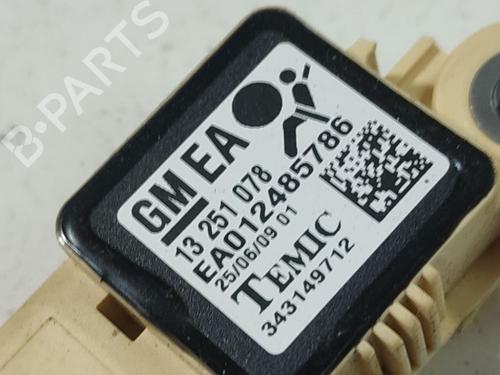 B-PARTS
GM EA
13 251 078
EA012485786
25/06/09 01
TEMIC
343149712